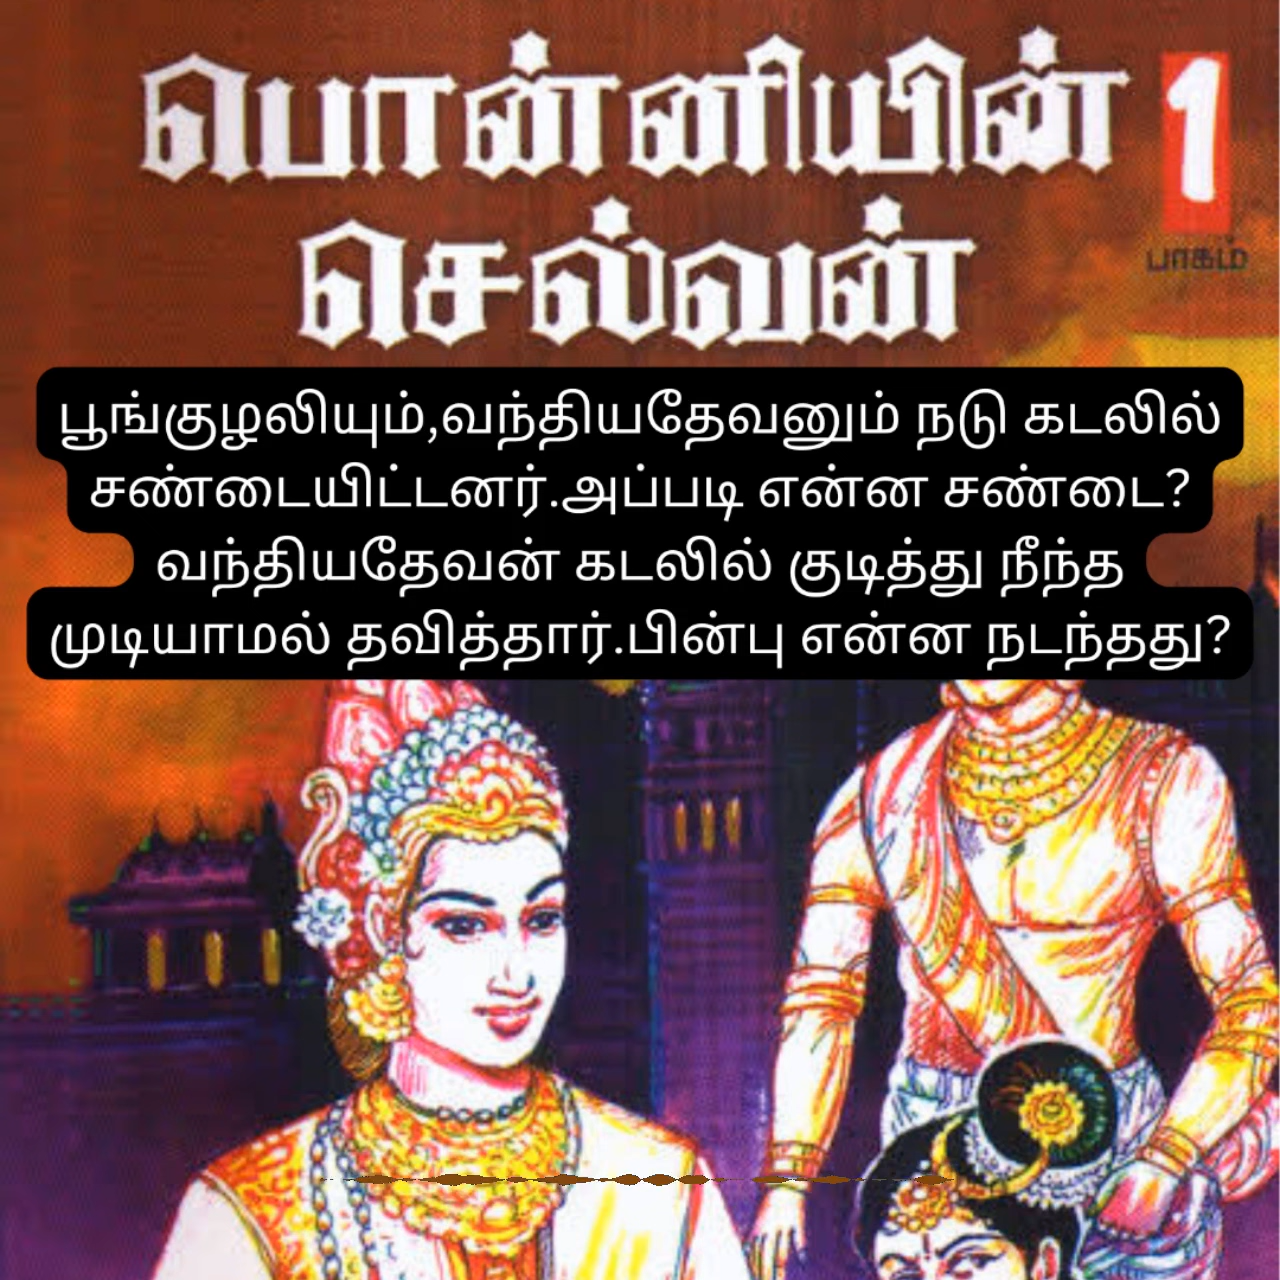 பொன்னியின் 1
செல்வன்
பாகம்
பூங்குழலியும்,வந்தியதேவனும் நடு கடலில்
சண்டையிட்டனர்.அப்படி என்ன சண்டை?
வந்தியதேவன் கடலில் குடித்து நீந்த
முடியாமல் தவித்தார்.பின்பு என்ன நடந்தது?